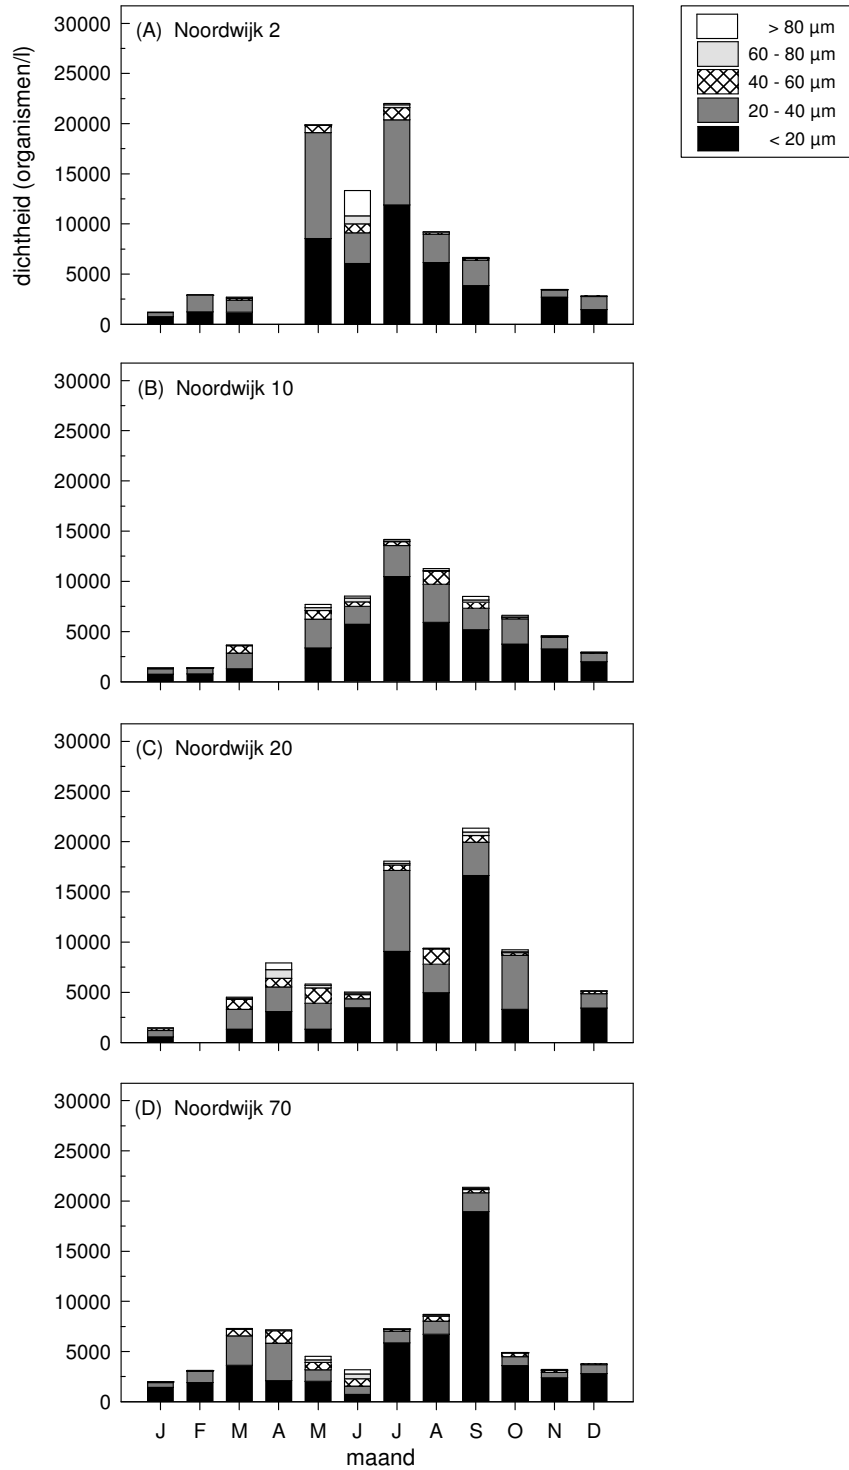 (A) Noordwijk 2
30000
25000
20000
15000
10000
5000
0
dichtheid (organismen/l)
> 80 µm
60 - 80 µm
40 - 60 µm
20 - 40 µm
< 20 µm
(B) Noordwijk 10
30000
25000
20000
15000
10000
5000
0
(C) Noordwijk 20
30000
25000
20000
15000
10000
5000
0
(D) Noordwijk 70
30000
25000
20000
15000
10000
5000
0
J F M A M J J A S O N D
maand